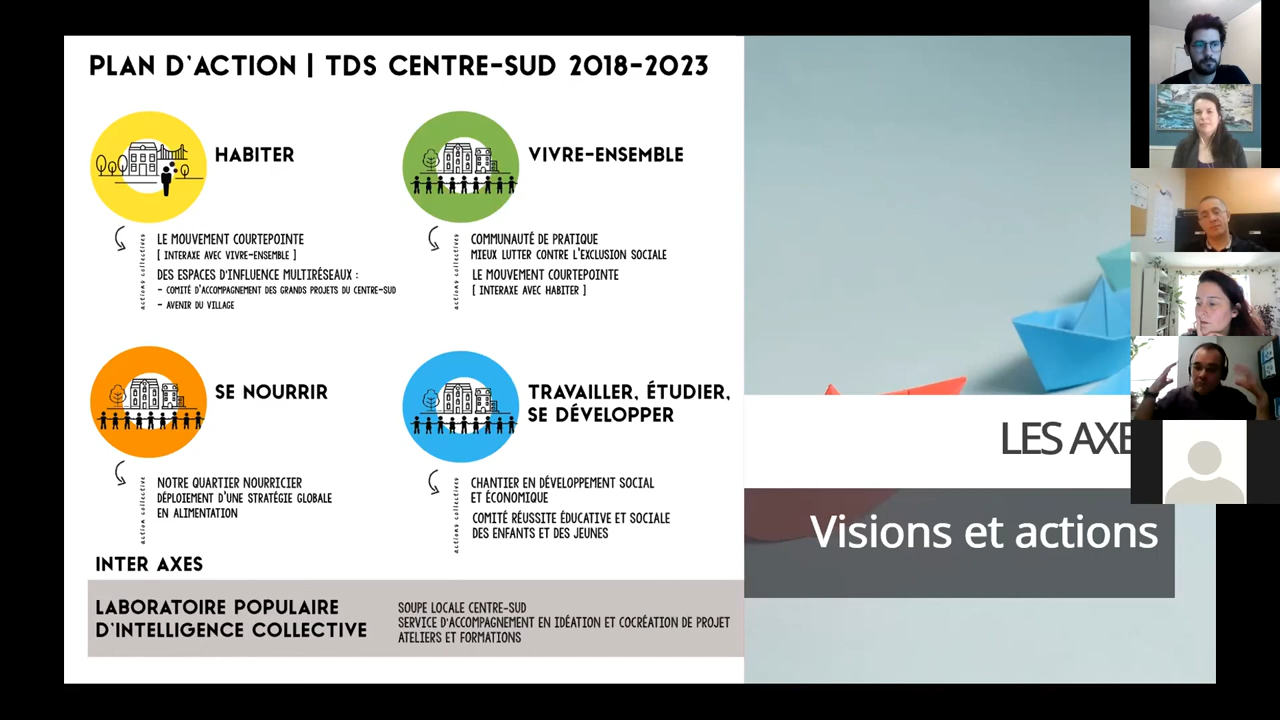 PLAN D'ACTION | TDS CENTRE-SUD 2018-2023
HABITER
actions collectives
LE MOUVEMENT COURTEPOINTE
[ INTERAXE AVEC VIVRE-ENSEMBLE ]
DES ESPACES D'INFLUENCE MULTIRÉSEAUX :
- COMITÉ D'ACCOMPAGNEMENT DES GRANDS PROJETS DU CENTRE-SUD
- AVENIR DU VILLAGE
VIVRE-ENSEMBLE
actions collectives
COMMUNAUTÉ DE PRATIQUE
MIEUX LUTTER CONTRE L'EXCLUSION SOCIALE
LE MOUVEMENT COURTEPOINTE
[ INTERAXE AVEC HABITER ]
SE NOURRIR
action collective
NOTRE QUARTIER NOURRICIER
DÉPLOIEMENT D'UNE STRATÉGIE GLOBALE
EN ALIMENTATION
TRAVAILLER, ÉTUDIER,
SE DÉVELOPPER
actions collectives
CHANTIER EN DÉVELOPPEMENT SOCIAL
ET ÉCONOMIQUE
COMITÉ RÉUSSITE ÉDUCATIVE ET SOCIALE
DES ENFANTS ET DES JEUNES
INTER AXES
LABORATOIRE POPULAIRE
D'INTELLIGENCE COLLECTIVE
SOUPE LOCALE CENTRE-SUD
SERVICE D'ACCOMPAGNEMENT EN IDÉATION ET COCRÉATION DE PROJET
ATELIERS ET FORMATIONS
LES AXE
Visions et actions